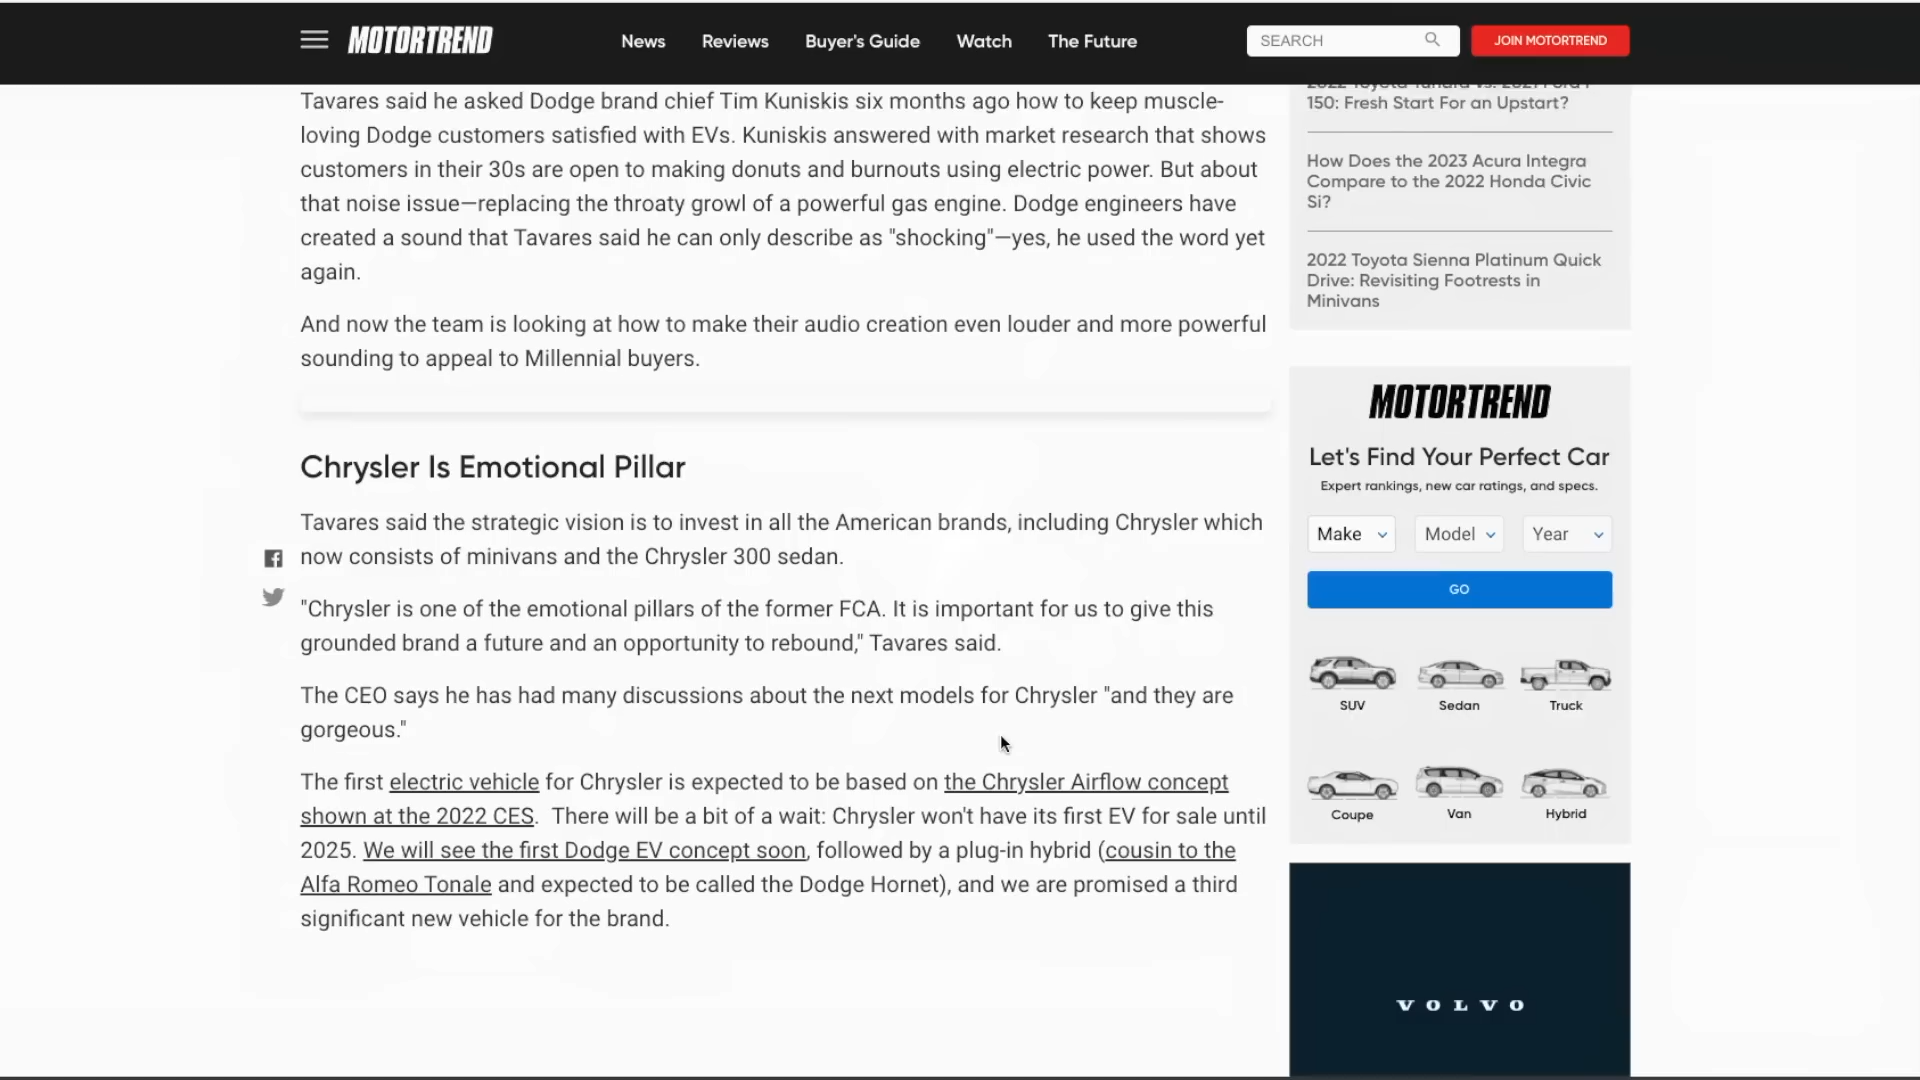 MOTORTREND
News
Reviews
Buyer's Guide
Watch
The Future
SEARCH
JOIN MOTORTREND
Tavares said he asked Dodge brand chief Tim Kuniskis six months ago how to keep muscle-
loving Dodge customers satisfied with EVs. Kuniskis answered with market research that shows
customers in their 30s are open to making donuts and burnouts using electric power. But about
that noise issue—replacing the throaty growl of a powerful gas engine. Dodge engineers have
created a sound that Tavares said he can only describe as "shocking"—yes, he used the word yet
again.
And now the team is looking at how to make their audio creation even louder and more powerful
sounding to appeal to Millennial buyers.
Chrysler Is Emotional Pillar
Tavares said the strategic vision is to invest in all the American brands, including Chrysler which
now consists of minivans and the Chrysler 300 sedan.
"Chrysler is one of the emotional pillars of the former FCA. It is important for us to give this
grounded brand a future and an opportunity to rebound," Tavares said.
The CEO says he has had many discussions about the next models for Chrysler "and they are
gorgeous."
The first electric vehicle for Chrysler is expected to be based on the Chrysler Airflow concept
shown at the 2022 CES. There will be a bit of a wait: Chrysler won't have its first EV for sale until
2025. We will see the first Dodge EV concept soon, followed by a plug-in hybrid (cousin to the
Alfa Romeo Tonale and expected to be called the Dodge Hornet), and we are promised a third
significant new vehicle for the brand.
2022 Toyota Tundra vs. 2021 Ford F-
150: Fresh Start For an Upstart?
How Does the 2023 Acura Integra
Compare to the 2022 Honda Civic
Si?
2022 Toyota Sienna Platinum Quick
Drive: Revisiting Footrests in
Minivans
MOTORTREND
Let's Find Your Perfect Car
Expert rankings, new car ratings, and specs.
Make
Model
Year
GO
SUV
Sedan
Truck
Coupe
Van
Hybrid
VOLVO